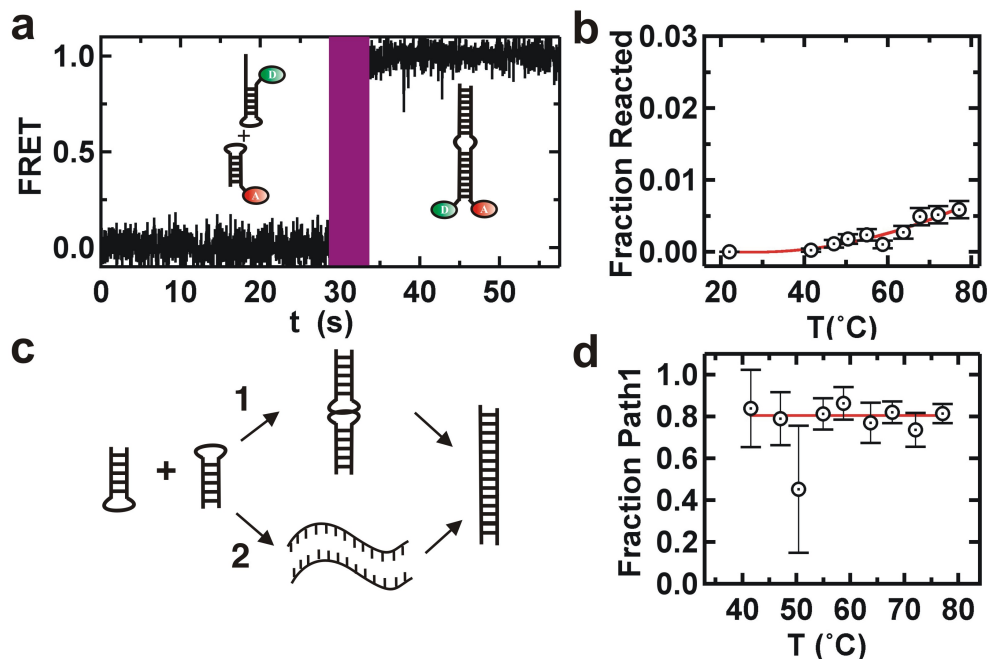 a
FRET
1.0
0.5
0.0
D
+
A
D
A
0
10
20
30
40
50
t (s)
b
Fraction Reacted
0.03
0.02
0.01
0.00
20
40
60
80
T(°C)
c
+
1
2
d
Fraction Path1
1.0
0.8
0.6
0.4
0.2
0.0
40
50
60
70
80
T (°C)